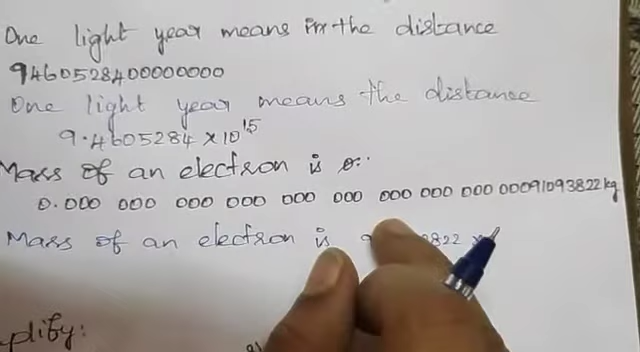 One light year means in the distance
9460528400000000
One light year means the distance
9.4605284 × 10^15
Mass of an electron is 0..
0.000 000 000 000 000 000 000 000 000 00091093822 kg
Mass of an electron is
plify: